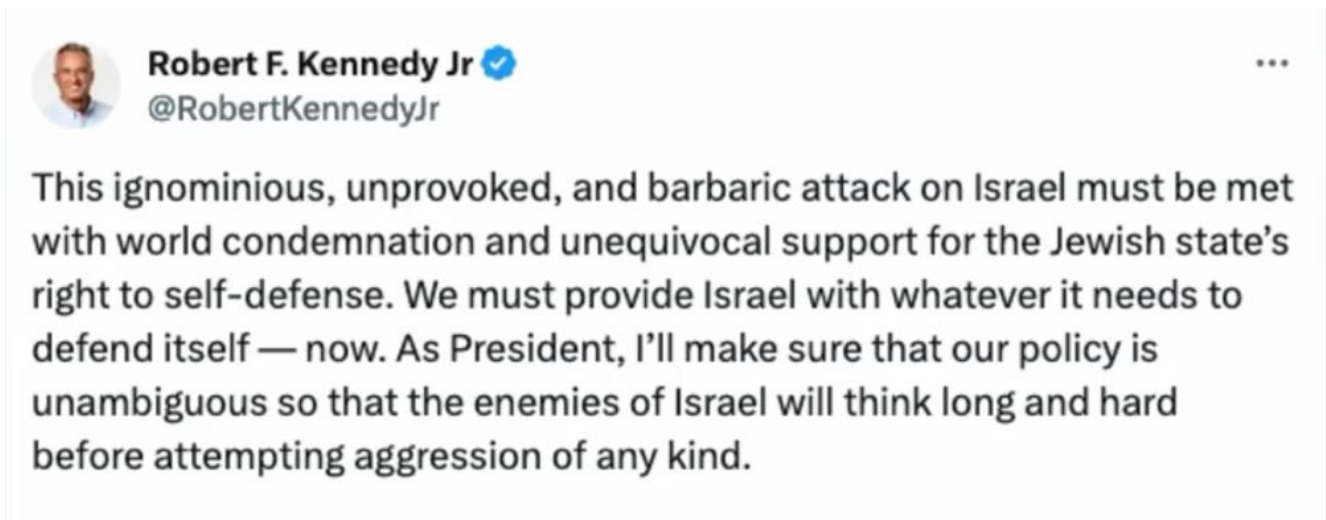 Robert F. Kennedy Jr
@RobertKennedyJr
This ignominious, unprovoked, and barbaric attack on Israel must be met
with world condemnation and unequivocal support for the Jewish state’s
right to self-defense. We must provide Israel with whatever it needs to
defend itself — now. As President, I’ll make sure that our policy is
unambiguous so that the enemies of Israel will think long and hard
before attempting aggression of any kind.